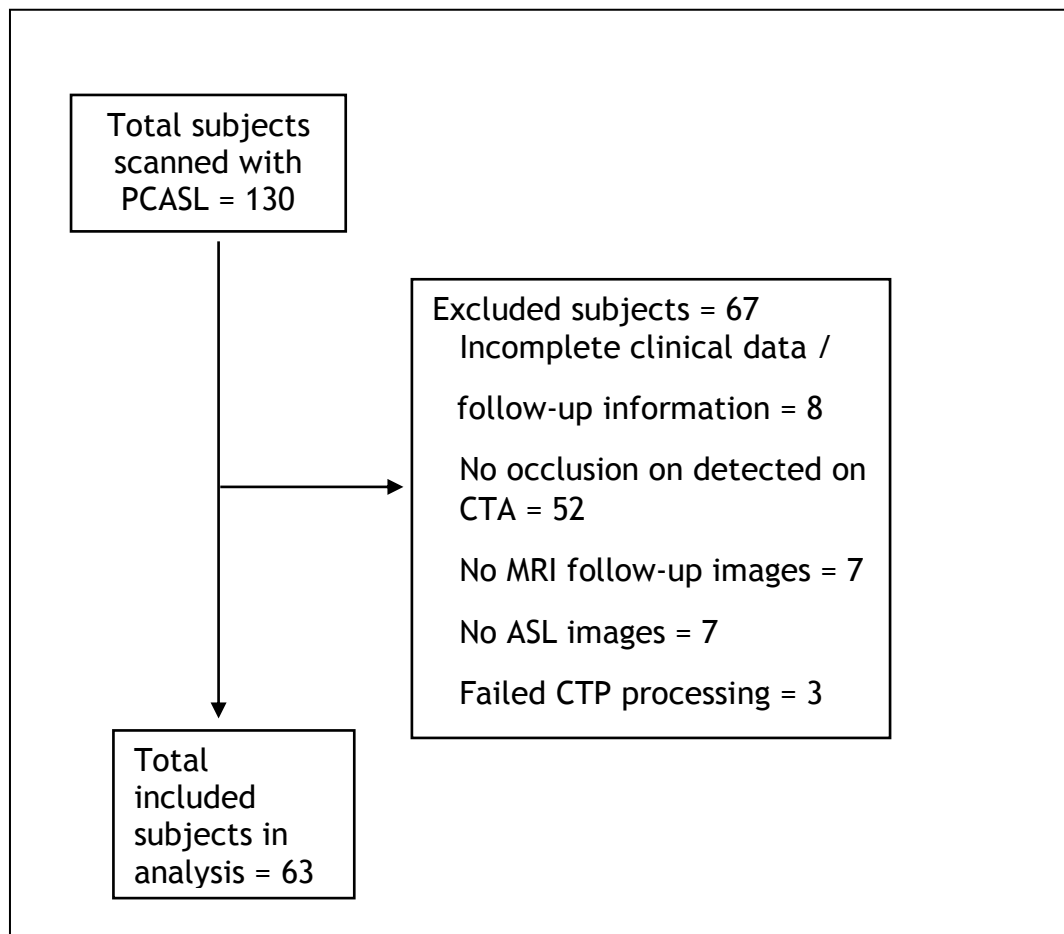 Total subjects
scanned with
PCASL = 130
Excluded subjects = 67
Incomplete clinical data /
follow-up information = 8
No occlusion on detected on
CTA = 52
No MRI follow-up images = 7
No ASL images = 7
Failed CTP processing = 3
Total
included
subjects in
analysis = 63